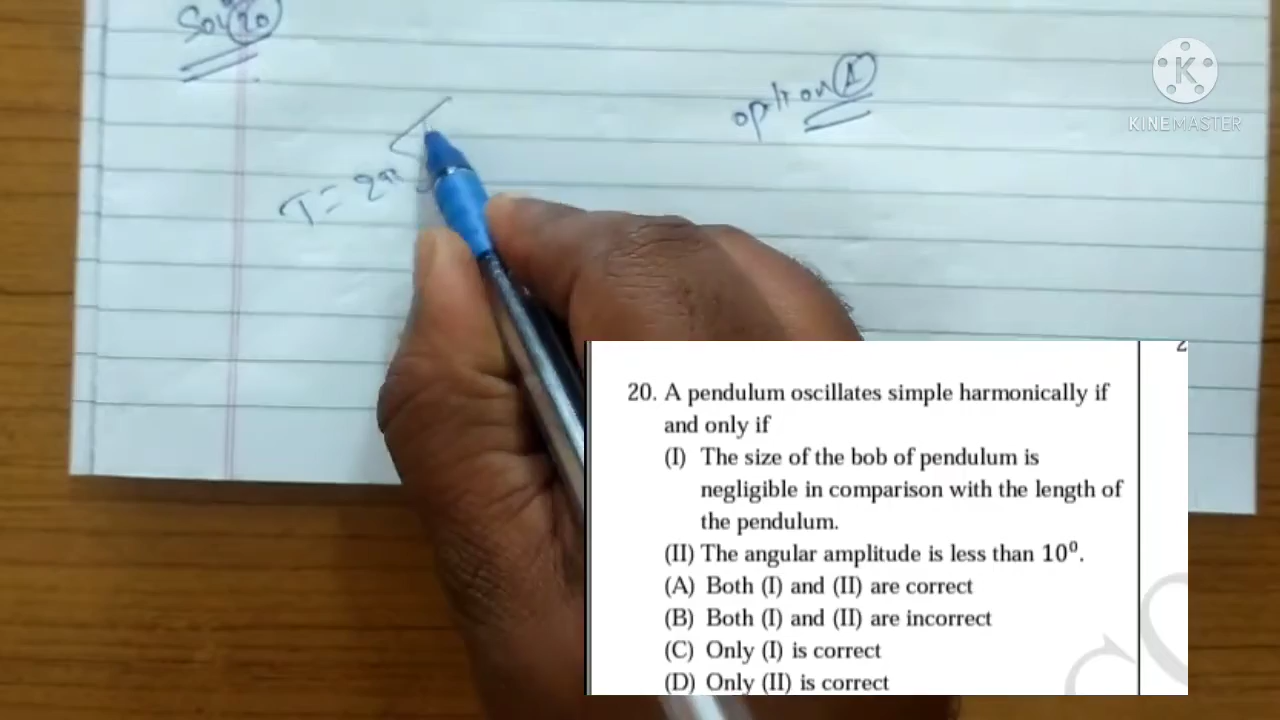 Sol 20
option A
T = 2π √
KINEMASTER
20. A pendulum oscillates simple harmonically if
and only if
(I) The size of the bob of pendulum is
negligible in comparison with the length of
the pendulum.
(II) The angular amplitude is less than 10⁰.
(A) Both (I) and (II) are correct
(B) Both (I) and (II) are incorrect
(C) Only (I) is correct
(D) Only (II) is correct